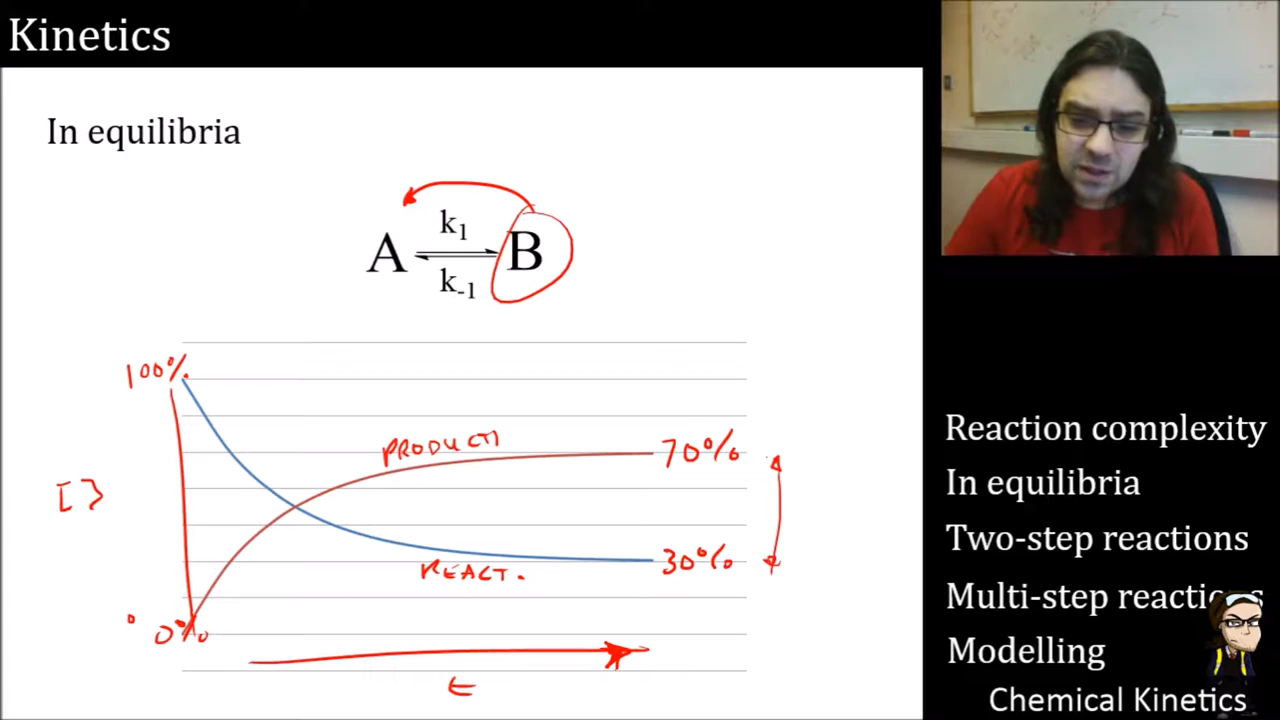 Kinetics
In equilibria
k1
A B
k-1
100%
PRODUCT
70%
[ ]
30%
REACT.
0%
t
Reaction complexity
In equilibria
Two-step reactions
Multi-step reactions
Modelling
Chemical Kinetics